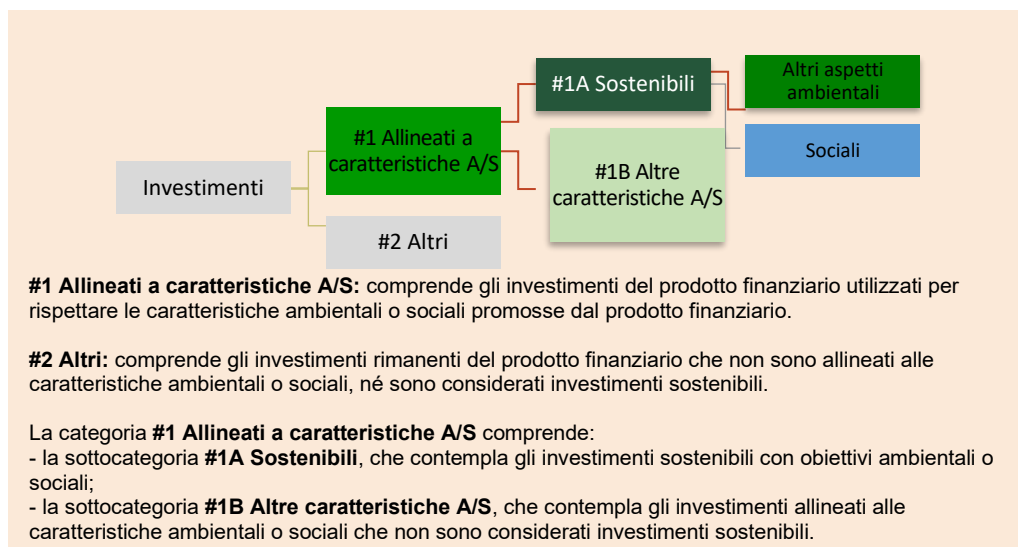 #1A Sostenibili
Altri aspetti
ambientali
#1 Allineati a
caratteristiche A/S
Sociali
Investimenti
#1B Altre
caratteristiche A/S
#2 Altri
#1 Allineati a caratteristiche A/S: comprende gli investimenti del prodotto finanziario utilizzati per
rispettare le caratteristiche ambientali o sociali promosse dal prodotto finanziario.
#2 Altri: comprende gli investimenti rimanenti del prodotto finanziario che non sono allineati alle
caratteristiche ambientali o sociali, né sono considerati investimenti sostenibili.
La categoria #1 Allineati a caratteristiche A/S comprende:
- la sottocategoria #1A Sostenibili, che contempla gli investimenti sostenibili con obiettivi ambientali o
sociali;
- la sottocategoria #1B Altre caratteristiche A/S, che contempla gli investimenti allineati alle
caratteristiche ambientali o sociali che non sono considerati investimenti sostenibili.